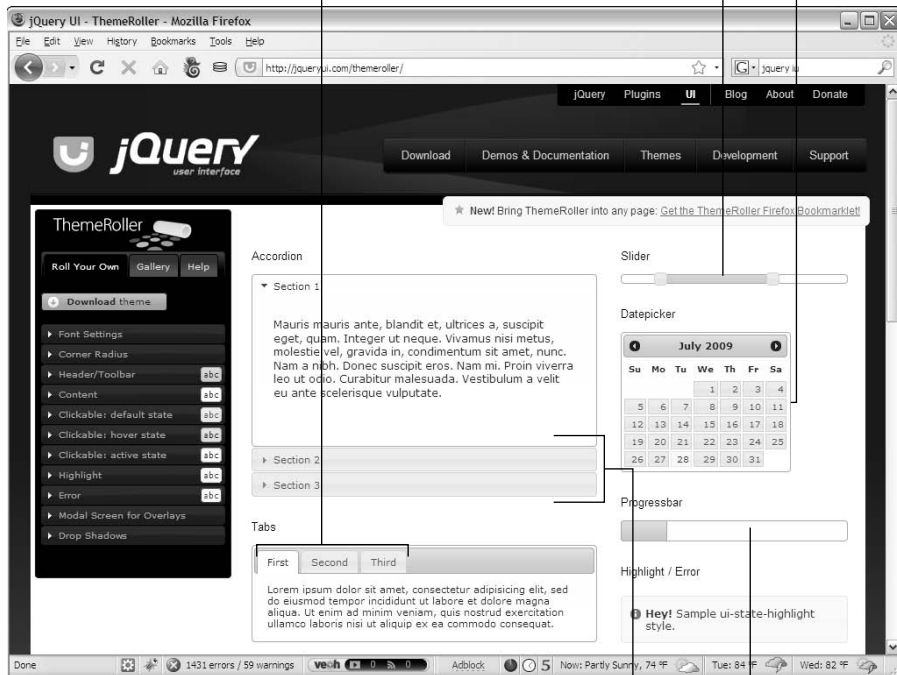 jQuery UI - ThemeRoller - Mozilla Firefox
File Edit View History Bookmarks Tools Help
http://jqueryui.com/themeroller/
G jquery iu
jQuery Plugins UI Blog About Donate
jQuery
user interface
Download Demos & Documentation Themes Development Support
New! Bring ThemeRoller into any page: Get the ThemeRoller Firefox Bookmarklet!
ThemeRoller
Roll Your Own Gallery Help
Download theme
Font Settings
Corner Radius
Header/Toolbar abc
Content abc
Clickable: default state abc
Clickable: hover state abc
Clickable: active state abc
Highlight abc
Error abc
Modal Screen for Overlays
Drop Shadows
Accordion
Section 1
Mauris mauris ante, blandit et, ultrices a, suscipit
eget, quam. Integer ut neque. Vivamus nisi metus,
molestie vel, gravida in, condimentum sit amet, nunc.
Nam a nibh. Donec suscipit eros. Nam mi. Proin viverra
leo ut odio. Curabitur malesuada. Vestibulum a velit
eu ante scelerisque vulputate.
Section 2
Section 3
Tabs
First Second Third
Lorem ipsum dolor sit amet, consectetur adipisicing elit, sed
do eiusmod tempor incididunt ut labore et dolore magna
aliqua. Ut enim ad minim veniam, quis nostrud exercitation
ullamco laboris nisi ut aliquip ex ea commodo consequat.
Slider
Datepicker
July 2009
Su Mo Tu We Th Fr Sa
1 2 3 4
5 6 7 8 9 10 11
12 13 14 15 16 17 18
19 20 21 22 23 24 25
26 27 28 29 30 31
Progressbar
Highlight / Error
Hey! Sample ui-state-highlight
style.
Done 1431 errors / 59 warnings veoh 0 0 Adblock 5 Now: Partly Sunny, 74 °F Tue: 84 °F Wed: 82 °F